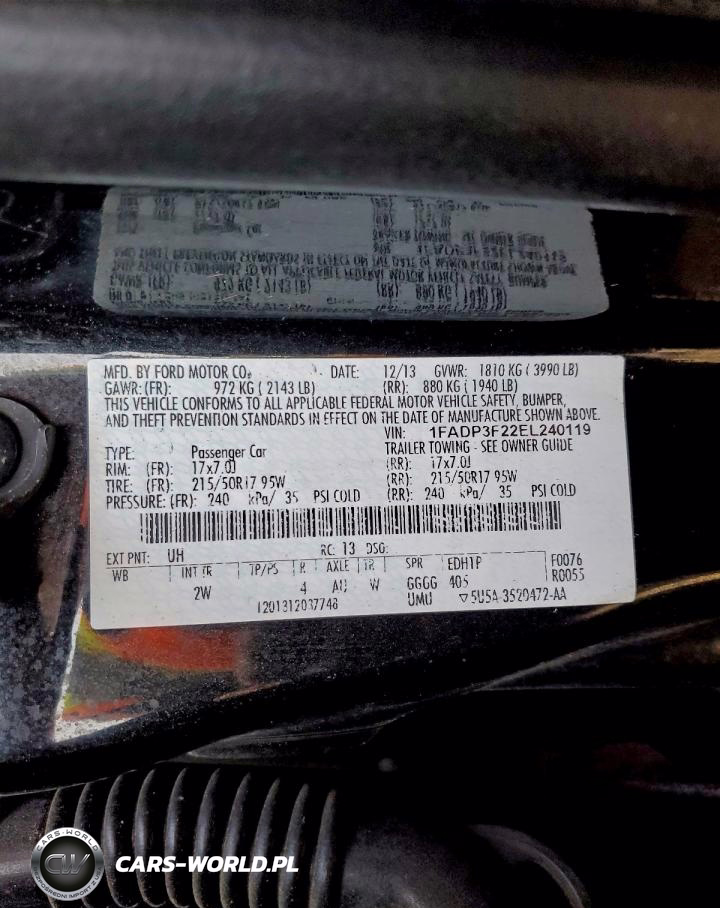 MFD. BY FORD MOTOR CO. DATE: 12/13 GVWR: 1810 KG ( 3990 LB)
GAWR: (FR): 972 KG ( 2143 LB) (RR): 880 KG ( 1940 LB)
THIS VEHICLE CONFORMS TO ALL APPLICABLE FEDERAL MOTOR VEHICLE SAFETY, BUMPER,
AND THEFT PREVENTION STANDARDS IN EFFECT ON THE DATE OF MANUFACTURE SHOWN ABOVE.
VIN: 1FADP3F22EL240119
TYPE: Passenger Car TRAILER TOWING - SEE OWNER GUIDE
RIM: (FR): 17x7.0J (RR): 17x7.0J
TIRE: (FR): 215/50R17 95W (RR): 215/50R17 95W
PRESSURE: (FR): 240 kPa/ 35 PSI COLD (RR): 240 kPa/ 35 PSI COLD
EXT PNT: UH RC: 13 DSO:
WB INT TR TP/PS R AXLE TR SPR EDH1P F0076
2W 4 AU W GGGG 405 R0055
1201312037748 UMU ▽5U5A-3520472-AA
CARS-WORLD
CW
CARS-WORLD.PL